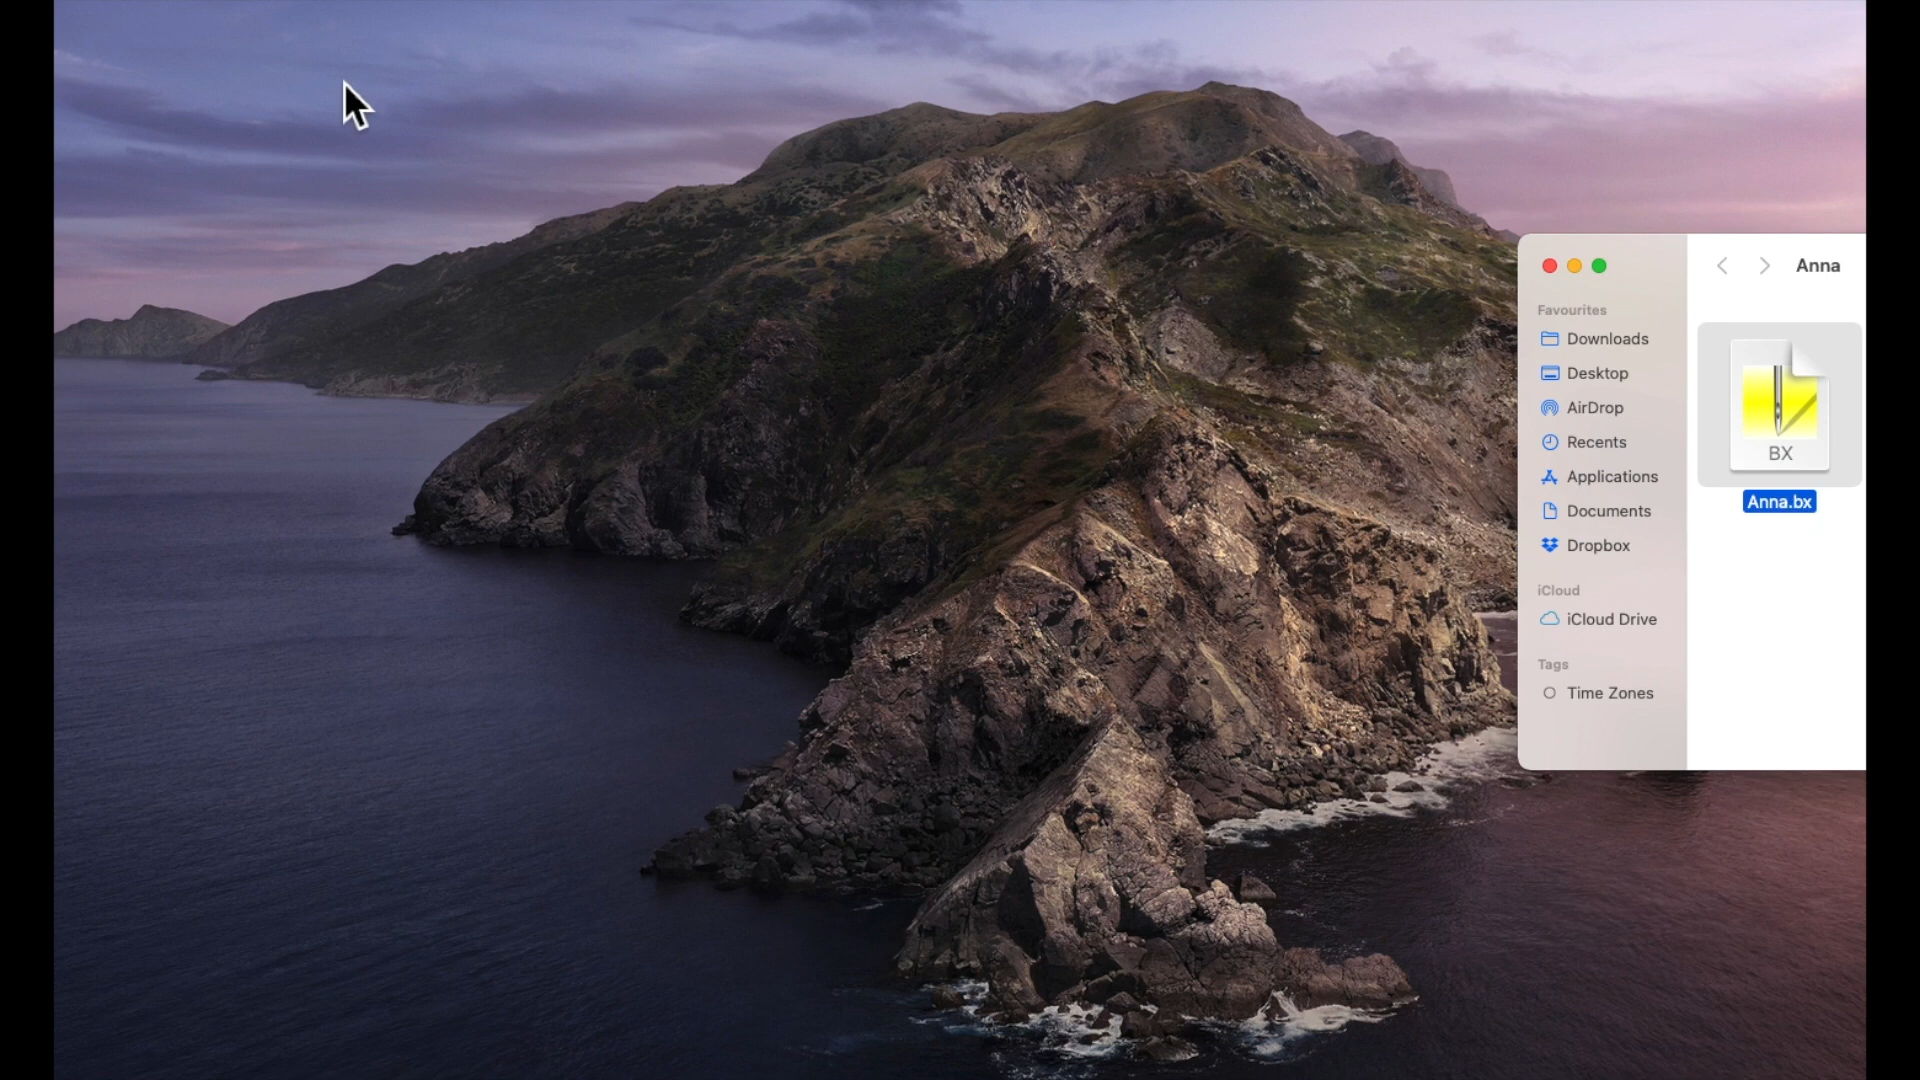 Anna
Favourites
Downloads
Desktop
AirDrop
Recents
Applications
Documents
Dropbox
iCloud
iCloud Drive
Tags
Time Zones
BX
Anna.bx